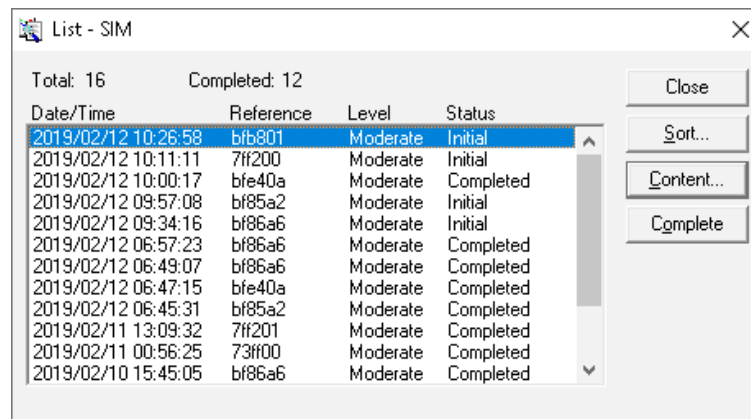 List - SIM
Total: 16 Completed: 12
Close
Date/Time Reference Level Status
2019/02/12 10:26:58 bfb801 Moderate Initial
Sort...
2019/02/12 10:11:11 7ff200 Moderate Initial
2019/02/12 10:00:17 bfe40a Moderate Completed
Content...
2019/02/12 09:57:08 bf85a2 Moderate Initial
2019/02/12 09:34:16 bf86a6 Moderate Initial
Complete
2019/02/12 06:57:23 bf86a6 Moderate Completed
2019/02/12 06:49:07 bf86a6 Moderate Completed
2019/02/12 06:47:15 bfe40a Moderate Completed
2019/02/12 06:45:31 bf85a2 Moderate Completed
2019/02/11 13:09:32 7ff201 Moderate Completed
2019/02/11 00:56:25 73ff00 Moderate Completed
2019/02/10 15:45:05 bf86a6 Moderate Completed